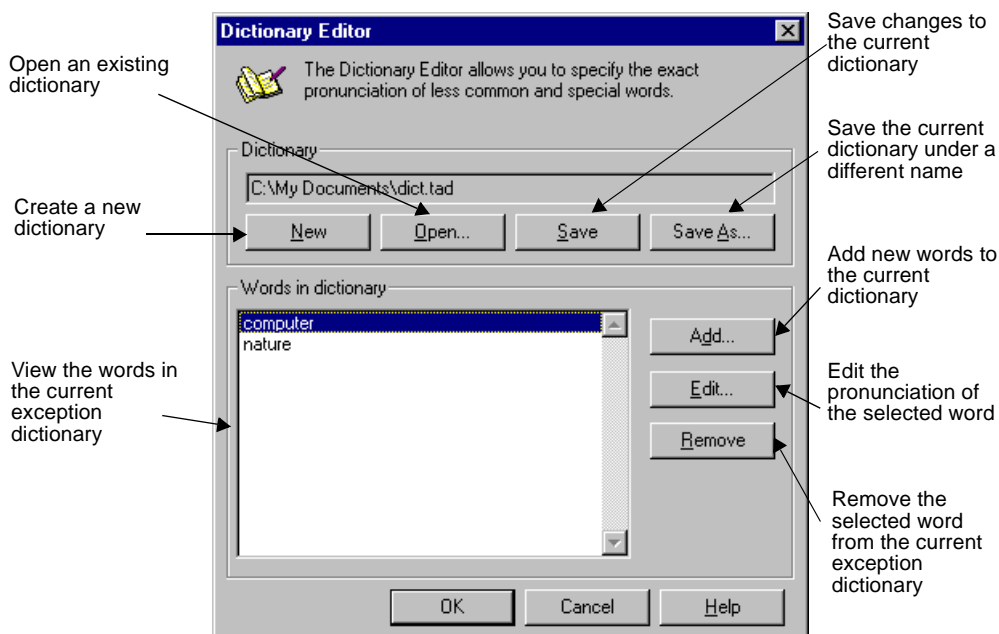 Dictionary Editor
The Dictionary Editor allows you to specify the exact
pronunciation of less common and special words.
Dictionary
C:\My Documents\dict.tad
New
Open...
Save
Save As...
Words in dictionary
computer
nature
Add...
Edit...
Remove
OK
Cancel
Help
Open an existing
dictionary
Create a new
dictionary
View the words in
the current
exception
dictionary
Save changes to
the current
dictionary
Save the current
dictionary under a
different name
Add new words to
the current
dictionary
Edit the
pronunciation of
the selected word
Remove the
selected word
from the current
exception
dictionary